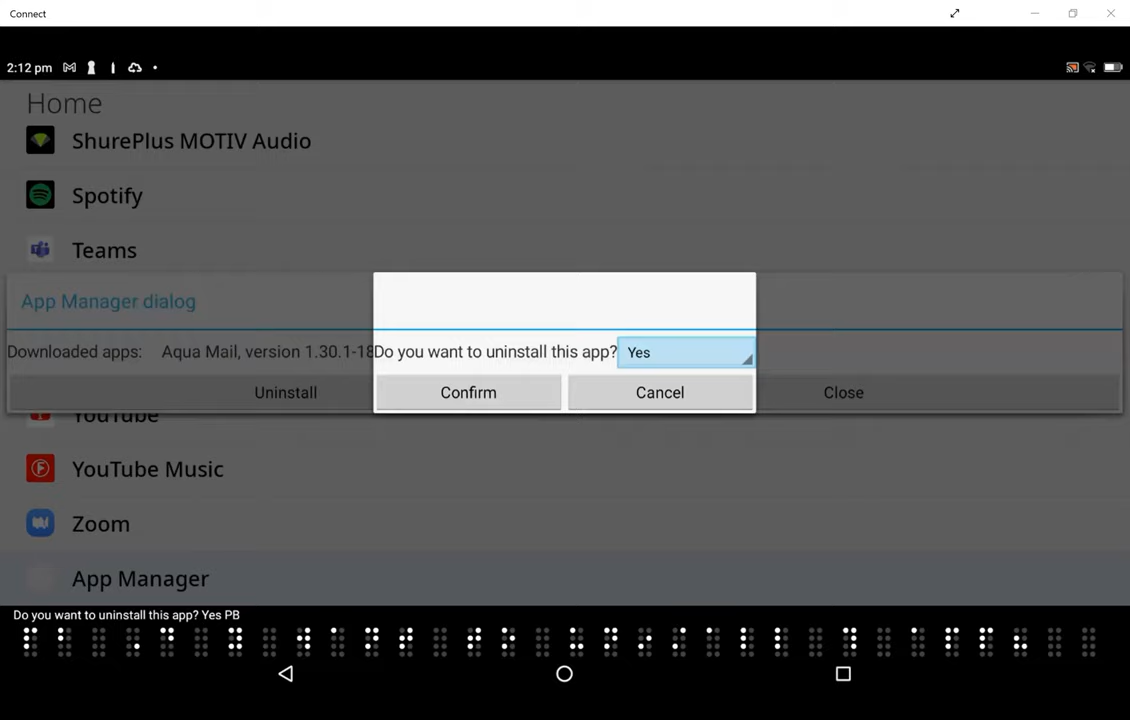 Connect
2:12 pm
Home
ShurePlus MOTIV Audio
Spotify
Teams
App Manager dialog
Downloaded apps: Aqua Mail, version 1.30.1-18
Do you want to uninstall this app? Yes
Uninstall Confirm Cancel Close
YouTube
YouTube Music
Zoom
App Manager
Do you want to uninstall this app? Yes PB